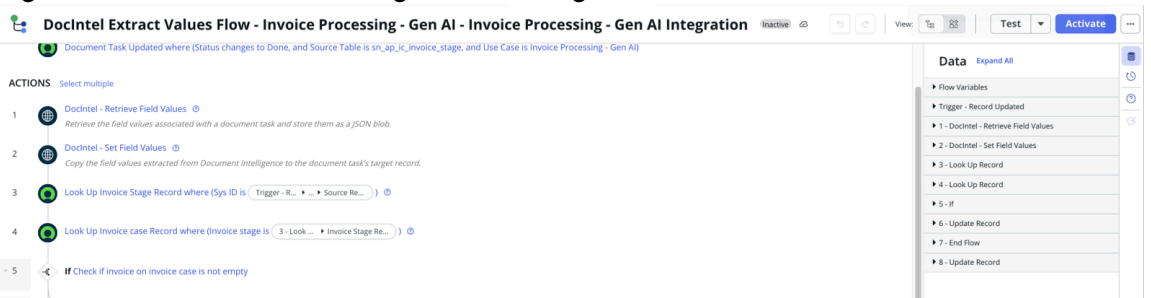 DocIntel Extract Values Flow - Invoice Processing - Gen AI - Invoice Processing - Gen AI Integration Inactive View: Test Activate
Document Task Updated where (Status changes to Done, and Source Table is sn_ap_ic_invoice_stage, and Use Case is Invoice Processing - Gen AI)
ACTIONS Select multiple
1 DocIntel - Retrieve Field Values
Retrieve the field values associated with a document task and store them as a JSON blob.
2 DocIntel - Set Field Values
Copy the field values extracted from Document Intelligence to the document task's target record.
3 Look Up Invoice Stage Record where (Sys ID is Trigger - R... ▸ ... ▸ Source Re... )
4 Look Up Invoice case Record where (Invoice stage is 3 - Look ... ▸ Invoice Stage Re... )
5 If Check if invoice on invoice case is not empty
Data Expand All
Flow Variables
Trigger - Record Updated
1 - DocIntel - Retrieve Field Values
2 - DocIntel - Set Field Values
3 - Look Up Record
4 - Look Up Record
5 - If
6 - Update Record
7 - End Flow
8 - Update Record